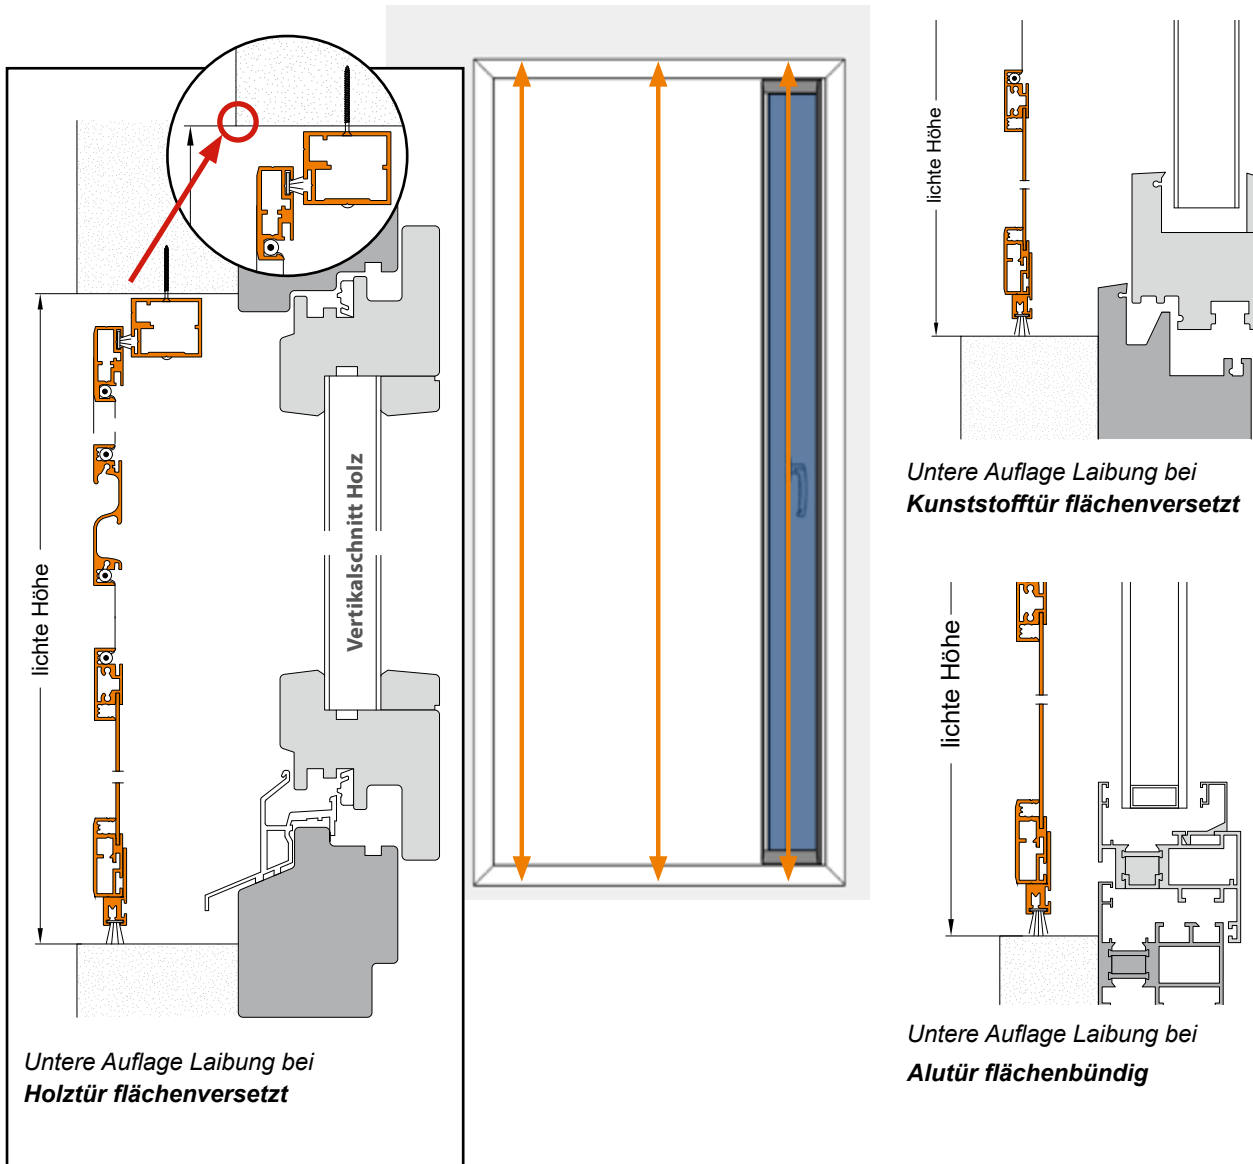 lichte Höhe
Vertikalschnitt Holz
Untere Auflage Laibung bei
Holztür flächenversetzt
lichte Höhe
Untere Auflage Laibung bei
Kunststofftür flächenversetzt
lichte Höhe
Untere Auflage Laibung bei
Alutür flächenbündig